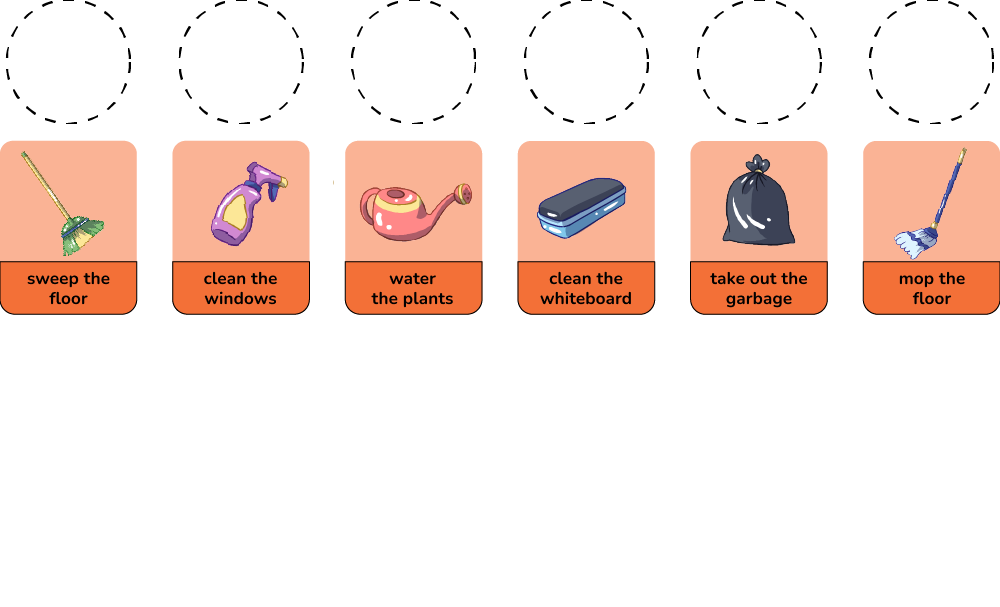 sweep the
floor
clean the
windows
water
the plants
clean the
whiteboard
take out the
garbage
mop the
floor